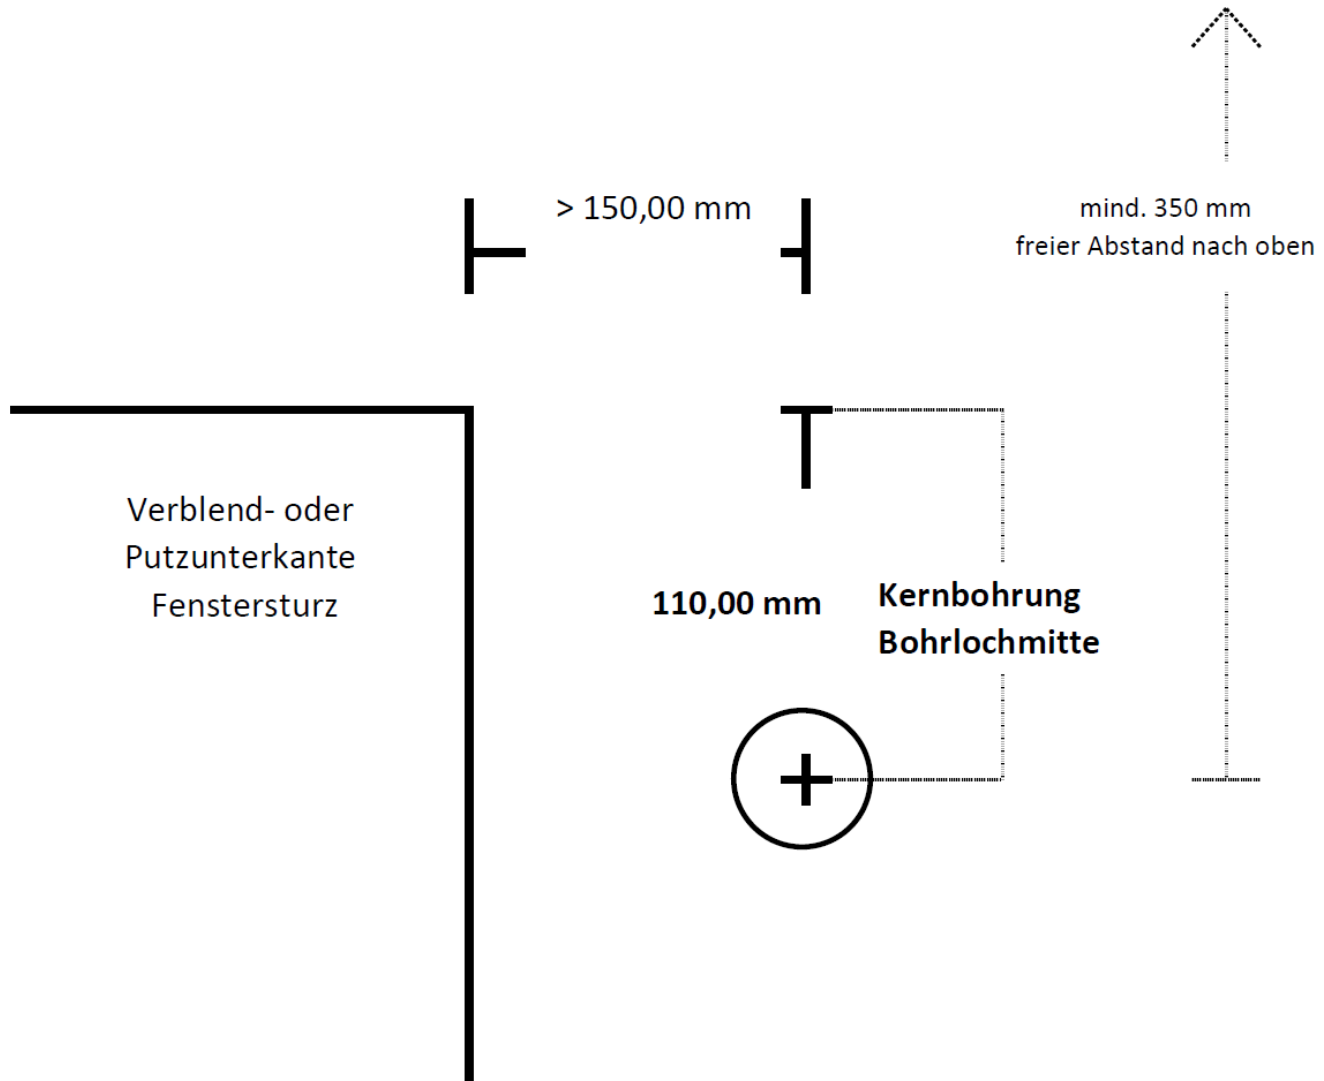 > 150,00 mm
mind. 350 mm
freier Abstand nach oben
Verblend- oder
Putzunterkante
Fenstersturz
110,00 mm
Kernbohrung
Bohrlochmitte